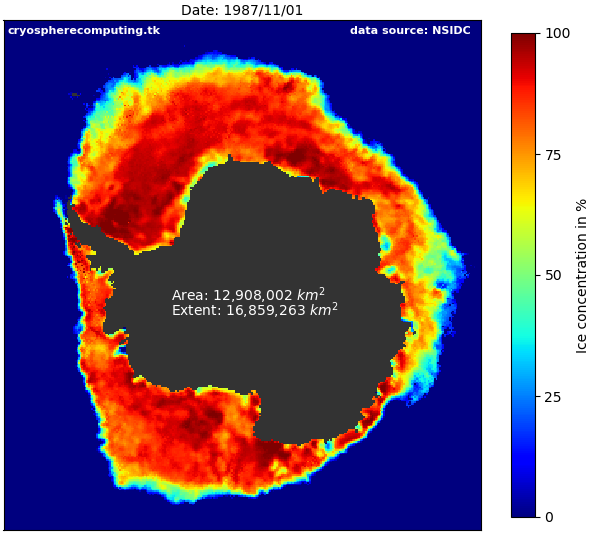 Date: 1987/11/01
cryospherecomputing.tk
data source: NSIDC
100
75
50
25
0
Ice concentration in %
Area: 12,908,002 km²
Extent: 16,859,263 km²